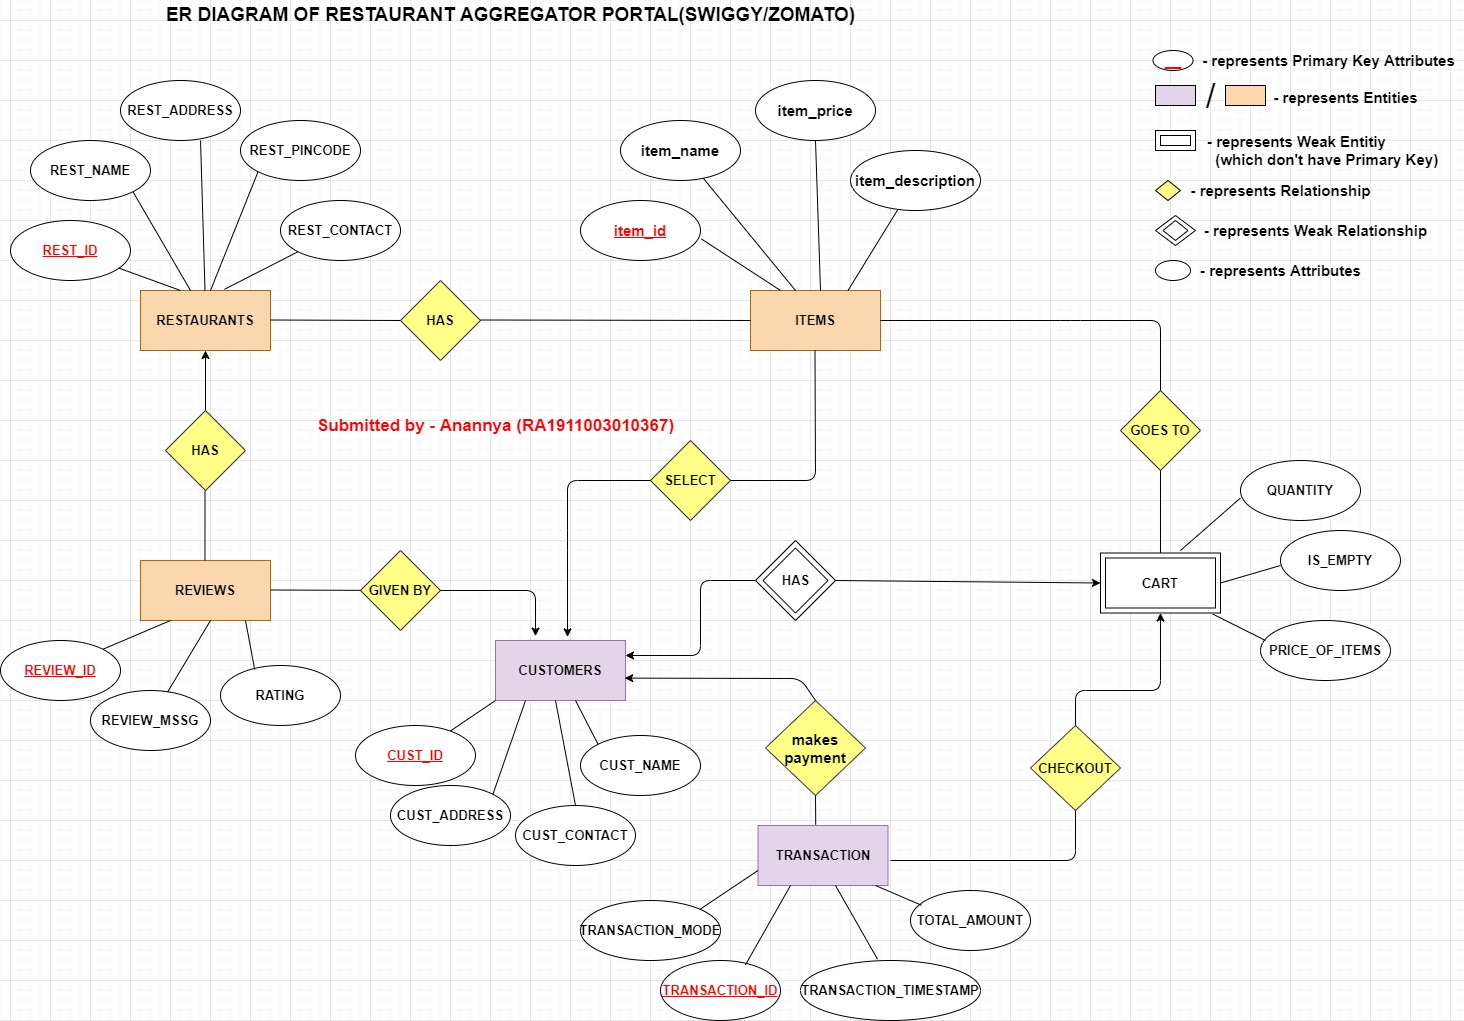 ER DIAGRAM OF RESTAURANT AGGREGATOR PORTAL(SWIGGY/ZOMATO)
- represents Primary Key Attributes
/ - represents Entities
- represents Weak Entitiy
(which don't have Primary Key)
- represents Relationship
- represents Weak Relationship
- represents Attributes
REST_ADDRESS
REST_PINCODE
REST_NAME
REST_CONTACT
REST_ID
item_price
item_name
item_description
item_id
RESTAURANTS
HAS
ITEMS
HAS
Submitted by - Anannya (RA1911003010367)
SELECT
GOES TO
QUANTITY
IS_EMPTY
CART
PRICE_OF_ITEMS
HAS
REVIEWS
GIVEN BY
CUSTOMERS
REVIEW_ID
REVIEW_MSSG
RATING
CUST_ID
CUST_ADDRESS
CUST_CONTACT
CUST_NAME
makes
payment
CHECKOUT
TRANSACTION
TRANSACTION_MODE
TRANSACTION_ID
TRANSACTION_TIMESTAMP
TOTAL_AMOUNT